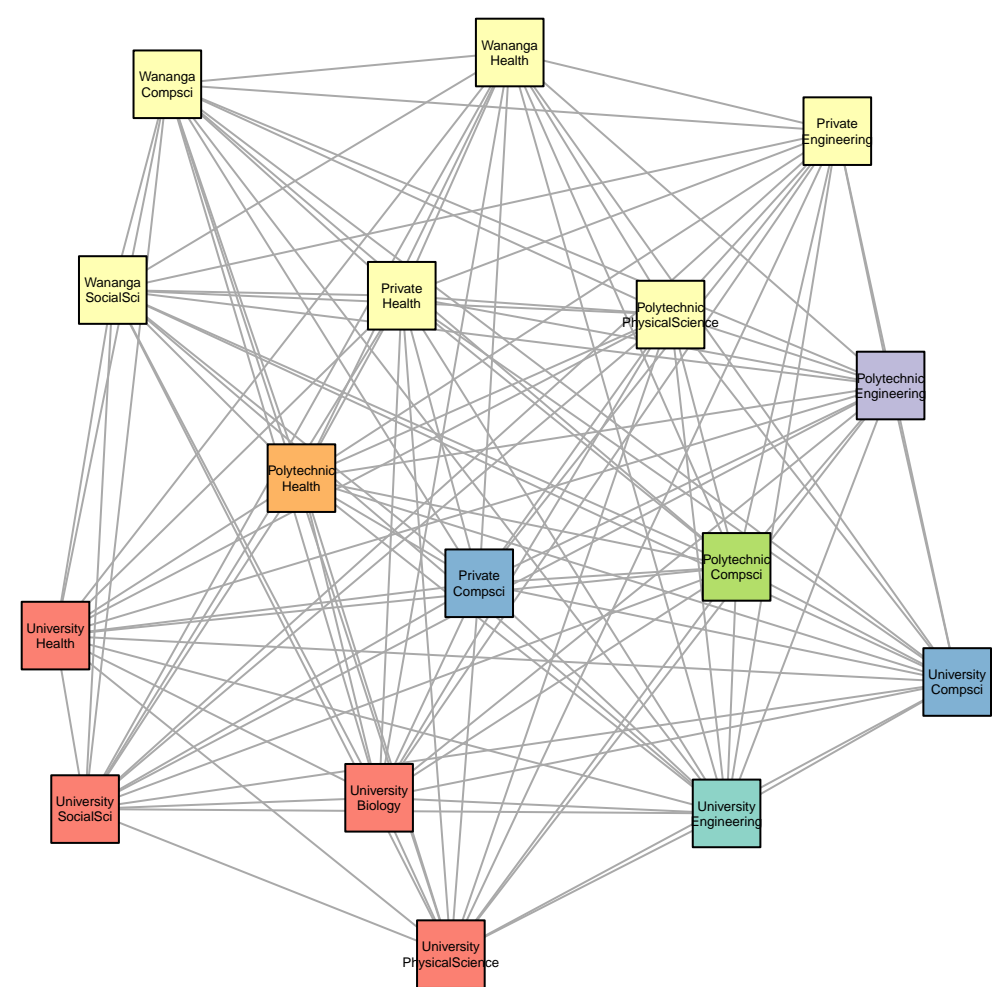 Wananga
Health
Wananga
Compsci
Private
Engineering
Wananga
SocialSci
Private
Health
Polytechnic
PhysicalScience
Polytechnic
Engineering
Polytechnic
Health
Polytechnic
Compsci
Private
Compsci
University
Health
University
Compsci
University
SocialSci
University
Biology
University
Engineering
University
PhysicalScience